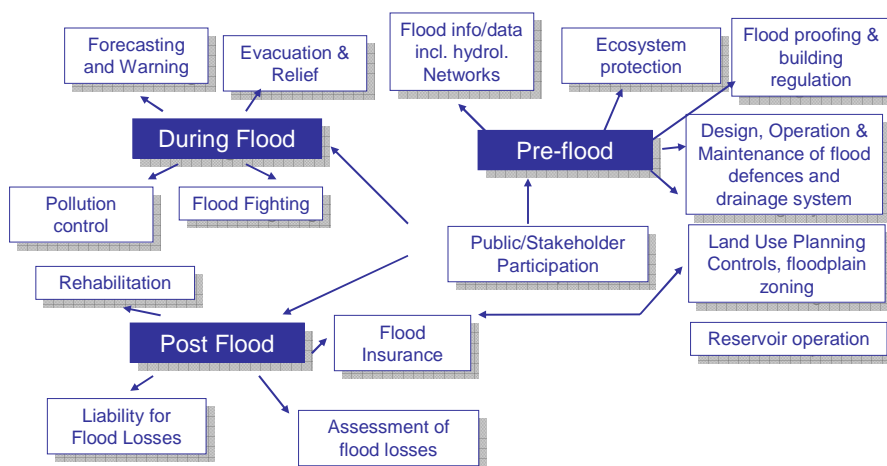 Forecasting
and Warning
Evacuation &
Relief
Flood info/data
incl. hydrol.
Networks
Ecosystem
protection
Flood proofing &
building
regulation
During Flood
Pre-flood
Design, Operation &
Maintenance of flood
defences and
drainage system
Pollution
control
Flood Fighting
Public/Stakeholder
Participation
Land Use Planning
Controls, floodplain
zoning
Rehabilitation
Post Flood
Flood
Insurance
Reservoir operation
Liability for
Flood Losses
Assessment of
flood losses